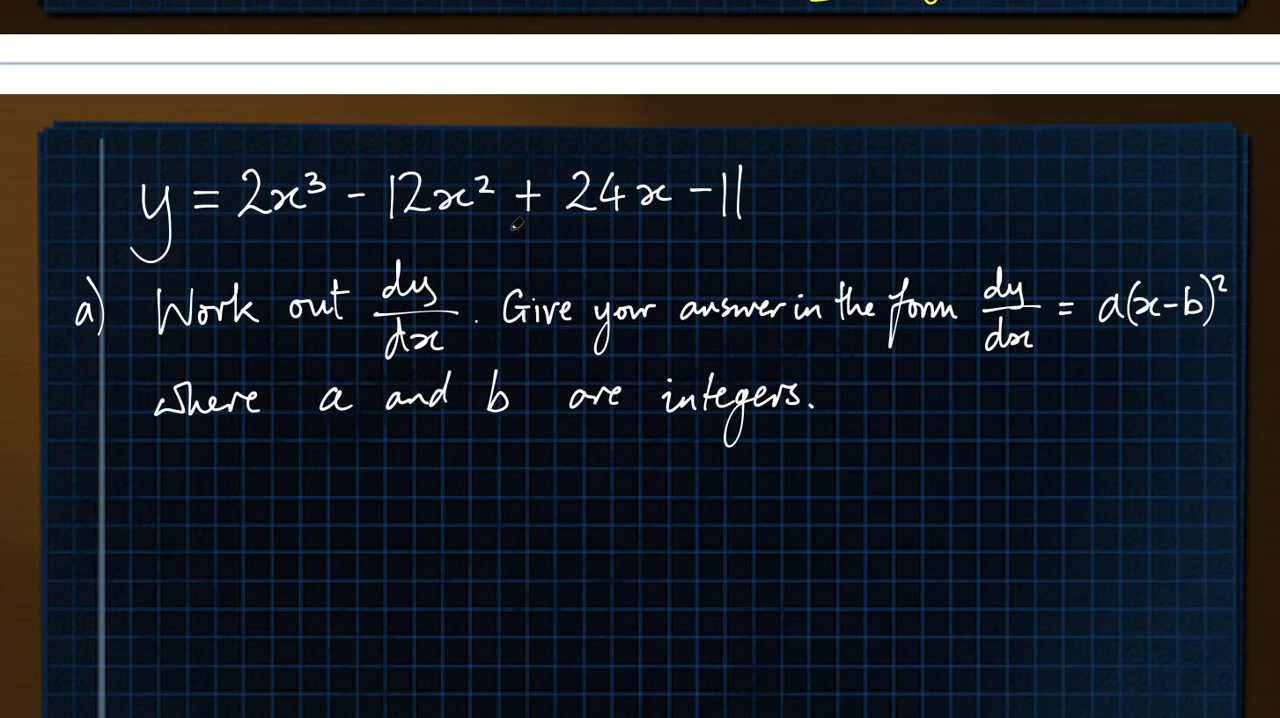 y = 2x³ - 12x² + 24x - 11
a) Work out dy/dx. Give your answer in the form dy/dx = a(x-b)²
where a and b are integers.